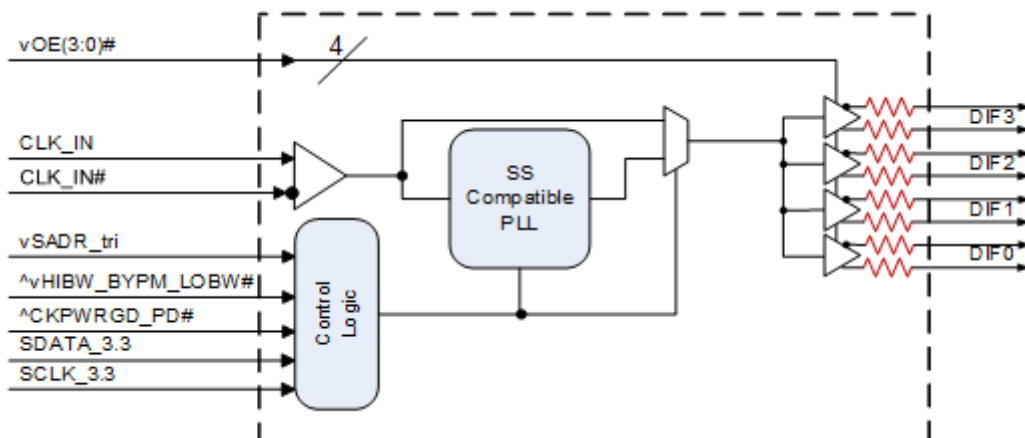 vOE(3:0)#
4
CLK_IN
CLK_IN#
SS
Compatible
PLL
DIF3
DIF2
DIF1
DIF0
vSADR_tri
^vHIBW_BYPM_LOBW#
^CKPWRGD_PD#
SDATA_3.3
SCLK_3.3
Control
Logic